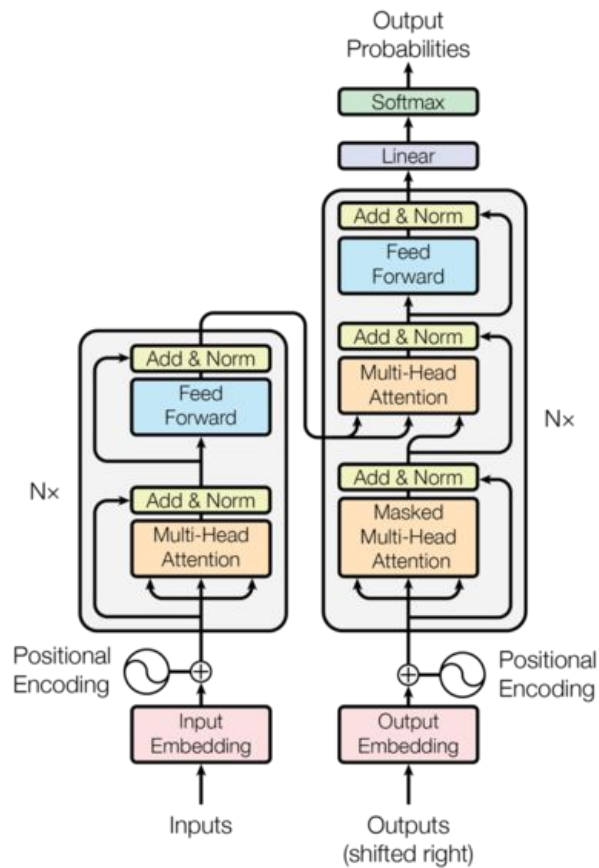 Output
Probabilities
Softmax
Linear
Add & Norm
Feed
Forward
Add & Norm
Multi-Head
Attention
Nx
Add & Norm
Masked
Multi-Head
Attention
Positional
Encoding
Output
Embedding
Outputs
(shifted right)
Add & Norm
Feed
Forward
Nx
Add & Norm
Multi-Head
Attention
Positional
Encoding
Input
Embedding
Inputs